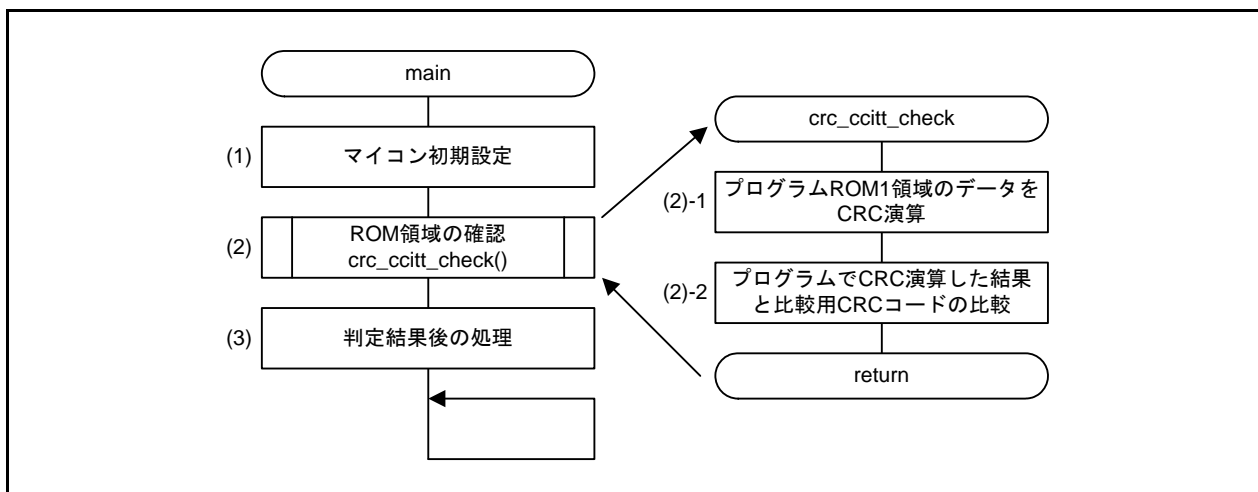 main
(1)
マイコン初期設定
(2)
ROM領域の確認
crc_ccitt_check()
(3)
判定結果後の処理
crc_ccitt_check
(2)-1
プログラムROM1領域のデータを
CRC演算
(2)-2
プログラムでCRC演算した結果
と比較用CRCコードの比較
return